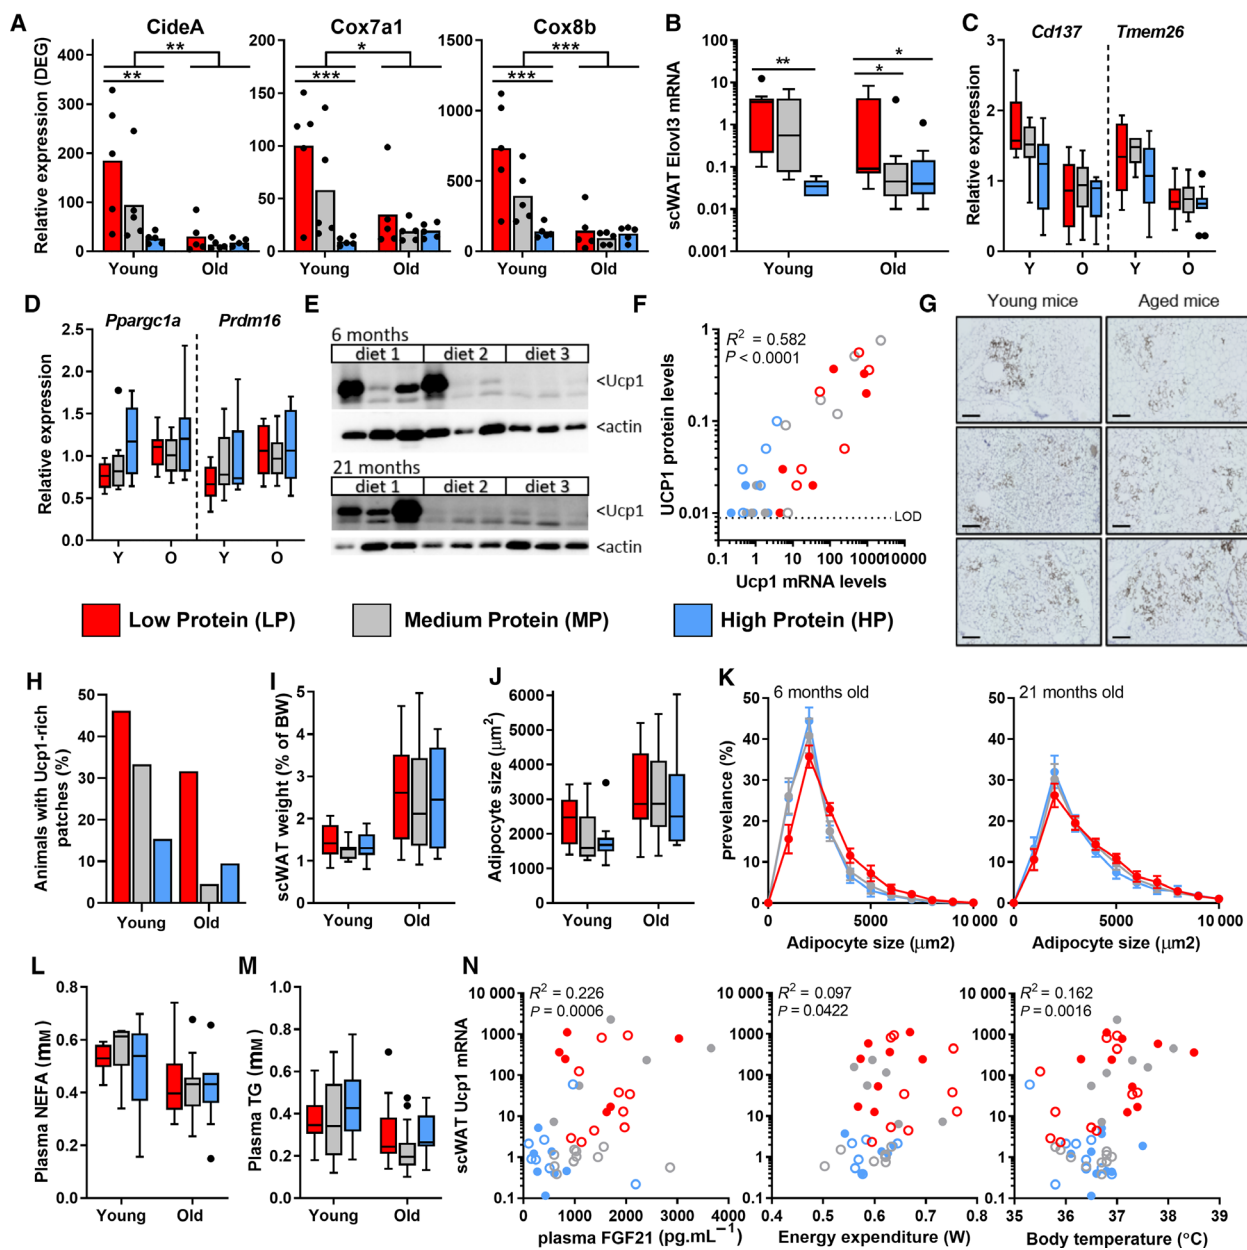 A
CideA
Cox7a1
Cox8b
Relative expression (DEG)
400
300
200
100
0
**
**
200
150
100
50
0
*
***
1500
1000
500
0
***
***
Young
Old
Young
Old
Young
Old
B
scWAT Elovl3 mRNA
100
10
1
0.1
0.01
0.001
**
*
*
Young
Old
C
Cd137
Tmem26
Relative expression
3
2
1
0
Y
O
Y
O
D
Ppargc1a
Prdm16
Relative expression
2.5
2.0
1.5
1.0
0.5
0.0
Y
O
Y
O
E
6 months
diet 1
diet 2
diet 3
<Ucp1
<actin
21 months
diet 1
diet 2
diet 3
<Ucp1
<actin
F
R² = 0.582
P < 0.0001
UCP1 protein levels
1
0.1
0.01
LOD
0.1
1
10
100
1000
10000
Ucp1 mRNA levels
G
Young mice
Aged mice
Low Protein (LP)
Medium Protein (MP)
High Protein (HP)
H
Animals with Ucp1-rich
patches (%)
50
40
30
20
10
0
Young
Old
I
scWAT weight (% of BW)
5
4
3
2
1
0
Young
Old
J
Adipocyte size (μm²)
6000
5000
4000
3000
2000
1000
0
Young
Old
K
6 months old
prevelance (%)
50
40
30
20
10
0
0
5000
10 000
Adipocyte size (μm2)
21 months old
50
40
30
20
10
0
0
5000
10 000
Adipocyte size (μm2)
L
Plasma NEFA (mM)
0.8
0.6
0.4
0.2
0.0
Young
Old
M
Plasma TG (mM)
1.0
0.8
0.6
0.4
0.2
0.0
Young
Old
N
scWAT Ucp1 mRNA
10 000
1000
100
10
1
0.1
R² = 0.226
P = 0.0006
0
1000
2000
3000
4000
plasma FGF21 (pg.mL⁻¹)
10 000
1000
100
10
1
0.1
R² = 0.097
P = 0.0422
0.4
0.5
0.6
0.7
0.8
Energy expenditure (W)
10 000
1000
100
10
1
0.1
R² = 0.162
P = 0.0016
35
36
37
38
39
Body temperature (°C)